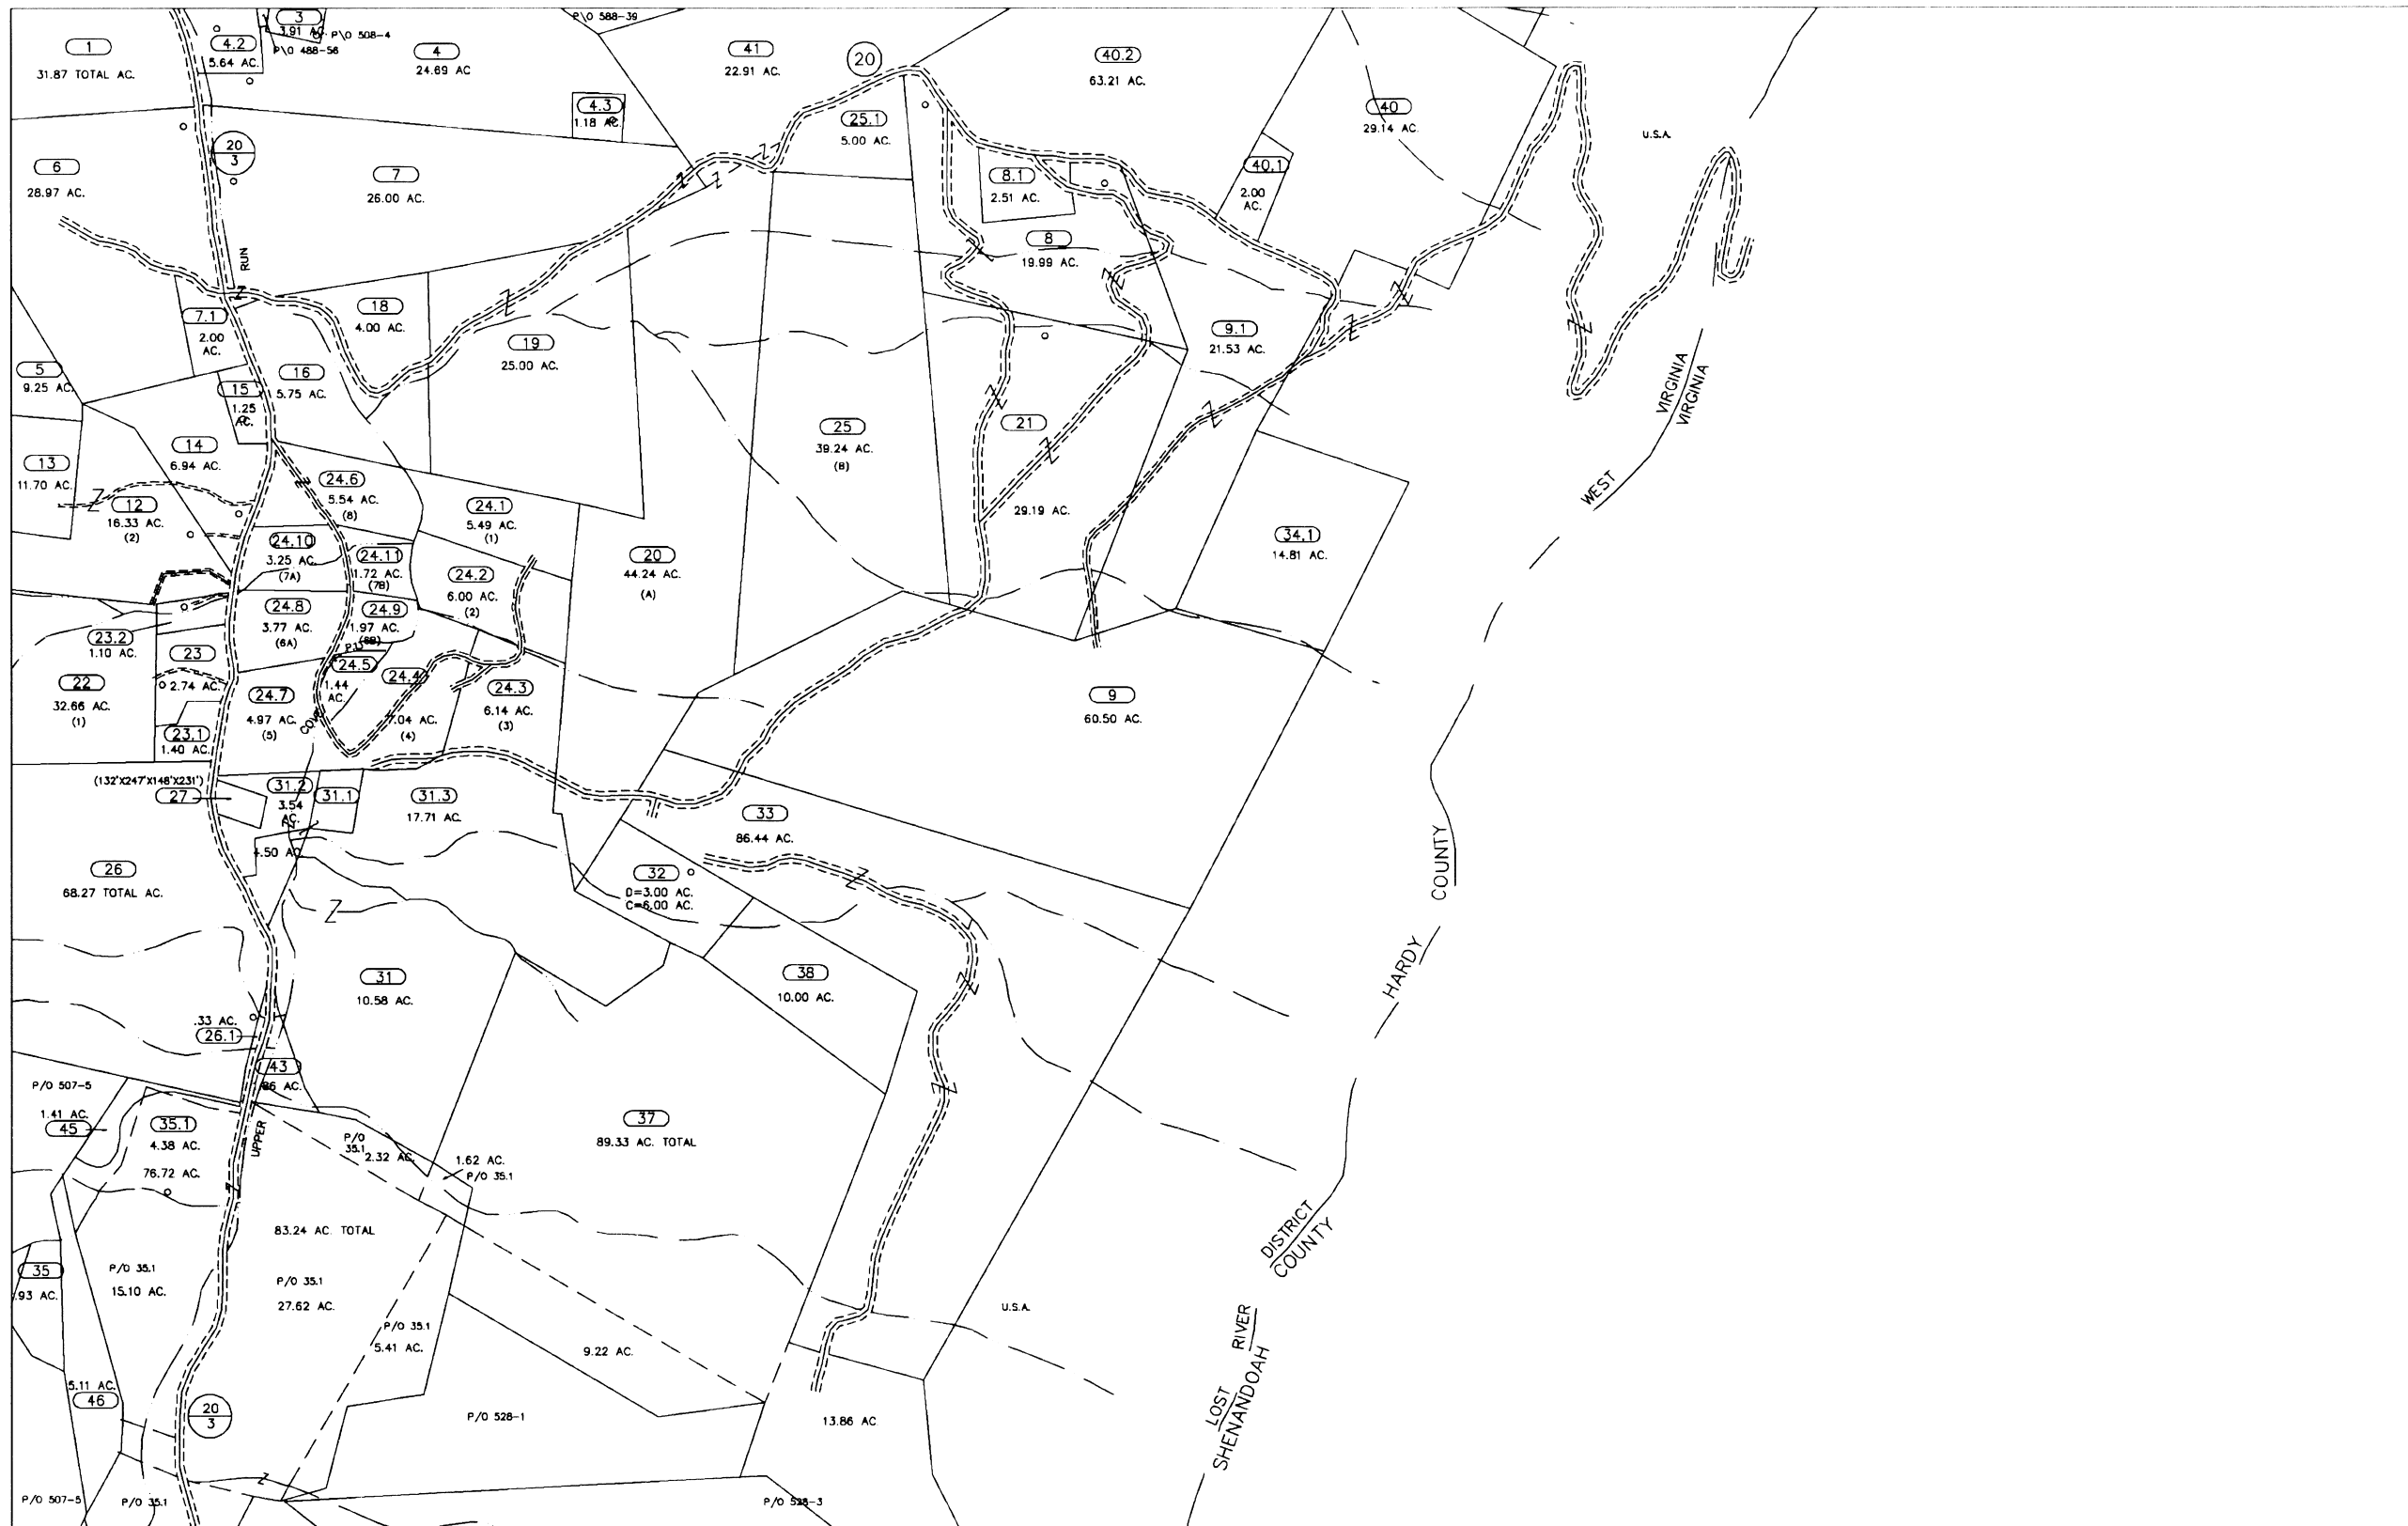 1
31.87 TOTAL AC.
4.2
5.64 AC.
3
3.91 AC.
P\O 508-4
P\O 488-56
4
24.69 AC
P\O 588-39
41
22.91 AC.
20
40.2
63.21 AC.
40
29.14 AC.
U.S.A.
4.3
1.18 AC.
25.1
5.00 AC.
20
3
6
28.97 AC.
7
26.00 AC.
8.1
2.51 AC.
40.1
2.00
AC.
8
19.99 AC.
RUN
7.1
2.00
AC.
18
4.00 AC.
19
25.00 AC.
9.1
21.53 AC.
5
9.25 AC.
15
1.25
AC.
16
5.75 AC.
WEST VIRGINIA
VIRGINIA
14
6.94 AC.
13
11.70 AC.
12
16.33 AC.
(2)
24.6
5.54 AC.
(8)
24.1
5.49 AC.
(1)
25
39.24 AC.
(B)
21
29.19 AC.
34.1
14.81 AC.
24.10
3.25 AC.
(7A)
24.11
1.72 AC.
(7B)
24.2
6.00 AC.
(2)
20
44.24 AC.
(A)
24.8
3.77 AC.
(6A)
24.9
1.97 AC.
(6B)
23.2
1.10 AC.
23
2.74 AC.
22
32.66 AC.
(1)
24.7
4.97 AC.
(5)
24.5
1.44
AC.
24.4
7.04 AC.
(4)
24.3
6.14 AC.
(3)
9
60.50 AC.
23.1
1.40 AC.
COVE
(132'X247'X148'X231')
27
31.2
3.54
AC.
31.1
31.3
17.71 AC.
33
86.44 AC.
4.50 AC.
26
68.27 TOTAL AC.
32
D=3.00 AC.
C=6.00 AC.
HARDY COUNTY
31
10.58 AC.
38
10.00 AC.
.33 AC.
26.1
43
.86 AC.
P/O 507-5
1.41 AC.
45
35.1
4.38 AC.
76.72 AC.
UPPER
P/O
35.1
2.32 AC.
1.62 AC.
P/O 35.1
37
89.33 AC. TOTAL
83.24 AC. TOTAL
35
.93 AC.
P/O 35.1
15.10 AC.
P/O 35.1
27.62 AC.
P/O 35.1
5.41 AC.
9.22 AC.
U.S.A.
LOST RIVER DISTRICT
SHENANDOAH COUNTY
5.11 AC.
46
20
3
P/O 528-1
13.86 AC.
P/O 507-5
P/O 35.1
P/O 528-3